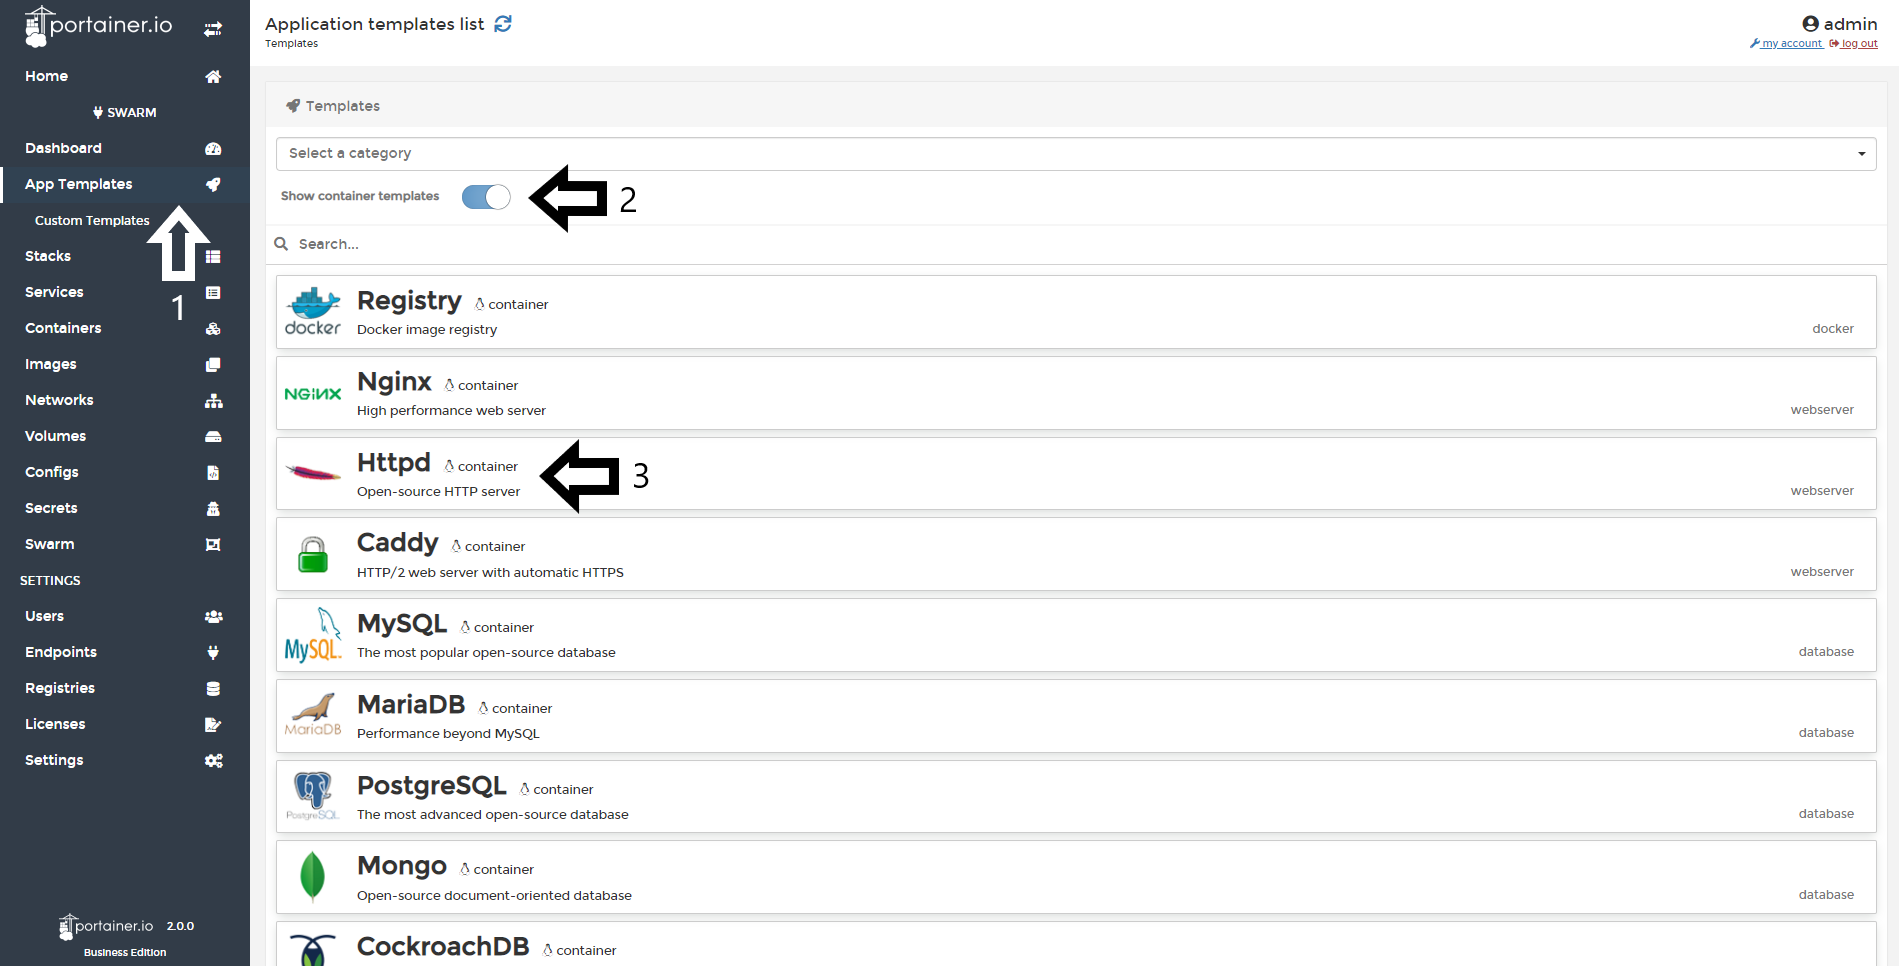 portainer.io
Home
SWARM
Dashboard
App Templates
Custom Templates
1
Stacks
Services
Containers
Images
Networks
Volumes
Configs
Secrets
Swarm
SETTINGS
Users
Endpoints
Registries
Licenses
Settings
portainer.io 2.0.0
Business Edition
Application templates list
Templates
admin
my account log out
Templates
Select a category
Show container templates
2
Search...
docker
Registry container
Docker image registry
docker
NGINX
Nginx container
High performance web server
webserver
Httpd container
Open-source HTTP server
webserver
3
Caddy container
HTTP/2 web server with automatic HTTPS
webserver
MySQL
MySQL container
The most popular open-source database
database
MariaDB
MariaDB container
Performance beyond MySQL
database
PostgreSQL
PostgreSQL container
The most advanced open-source database
database
Mongo container
Open-source document-oriented database
database
CockroachDB container